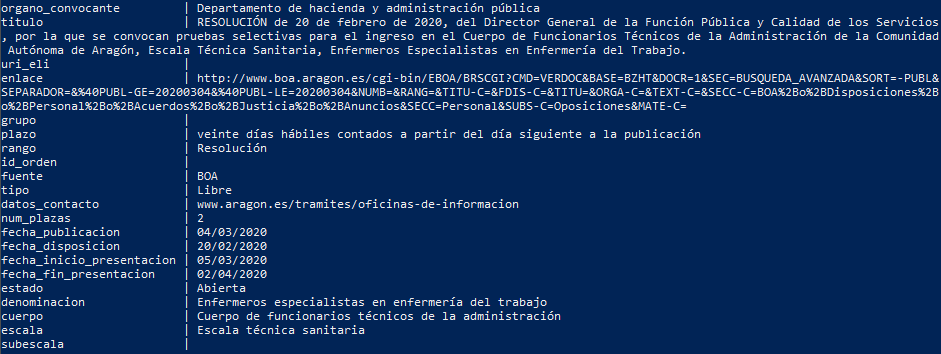 organo_convocante | Departamento de hacienda y administración pública
titulo | RESOLUCIÓN de 20 de febrero de 2020, del Director General de la Función Pública y Calidad de los Servicios
, por la que se convocan pruebas selectivas para el ingreso en el Cuerpo de Funcionarios Técnicos de la Administración de la Comunidad
Autónoma de Aragón, Escala Técnica Sanitaria, Enfermeros Especialistas en Enfermería del Trabajo.
uri_eli |
enlace | http://www.boa.aragon.es/cgi-bin/EBOA/BRSCGI?CMD=VERDOC&BASE=BZHT&DOCR=1&SEC=BUSQUEDA_AVANZADA&SORT=-PUBL&
SEPARADOR=&%40PUBL-GE=20200304&%40PUBL-LE=20200304&NUMB=&RANG=&TITU-C=&FDIS-C=&TITU=&ORGA-C=&TEXT-C=&SECC-C=BOA%2Bo%2BDisposiciones%2B
o%2BPersonal%2Bo%2BAcuerdos%2Bo%2BJusticia%2Bo%2BAnuncios&SECC=Personal&SUBS-C=Oposiciones&MATE-C=
grupo |
plazo | veinte días hábiles contados a partir del día siguiente a la publicación
rango | Resolución
id_orden |
fuente | BOA
tipo | Libre
datos_contacto | www.aragon.es/tramites/oficinas-de-informacion
num_plazas | 2
fecha_publicacion | 04/03/2020
fecha_disposicion | 20/02/2020
fecha_inicio_presentacion | 05/03/2020
fecha_fin_presentacion | 02/04/2020
estado | Abierta
denominacion | Enfermeros especialistas en enfermería del trabajo
cuerpo | Cuerpo de funcionarios técnicos de la administración
escala | Escala técnica sanitaria
subescala |